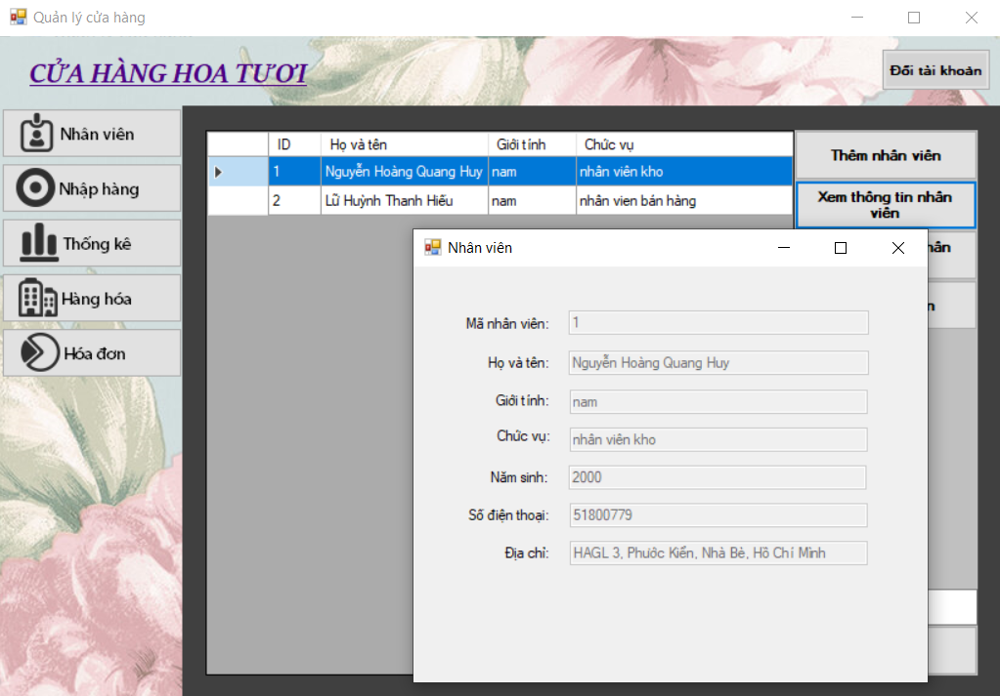 Quản lý cửa hàng
CỬA HÀNG HOA TƯƠI
Đổi tài khoản
Nhân viên
Nhập hàng
Thống kê
Hàng hóa
Hóa đơn
ID Họ và tên Giới tính Chức vụ
1 Nguyễn Hoàng Quang Huy nam nhân viên kho
2 Lữ Huỳnh Thanh Hiếu nam nhân vien bán hàng
Thêm nhân viên
Xem thông tin nhân
viên
Nhân viên
Mã nhân viên: 1
Họ và tên: Nguyễn Hoàng Quang Huy
Giới tính: nam
Chức vụ: nhân viên kho
Năm sinh: 2000
Số điện thoại: 51800779
Địa chỉ: HAGL 3, Phước Kiển, Nhà Bè, Hồ Chí Mình